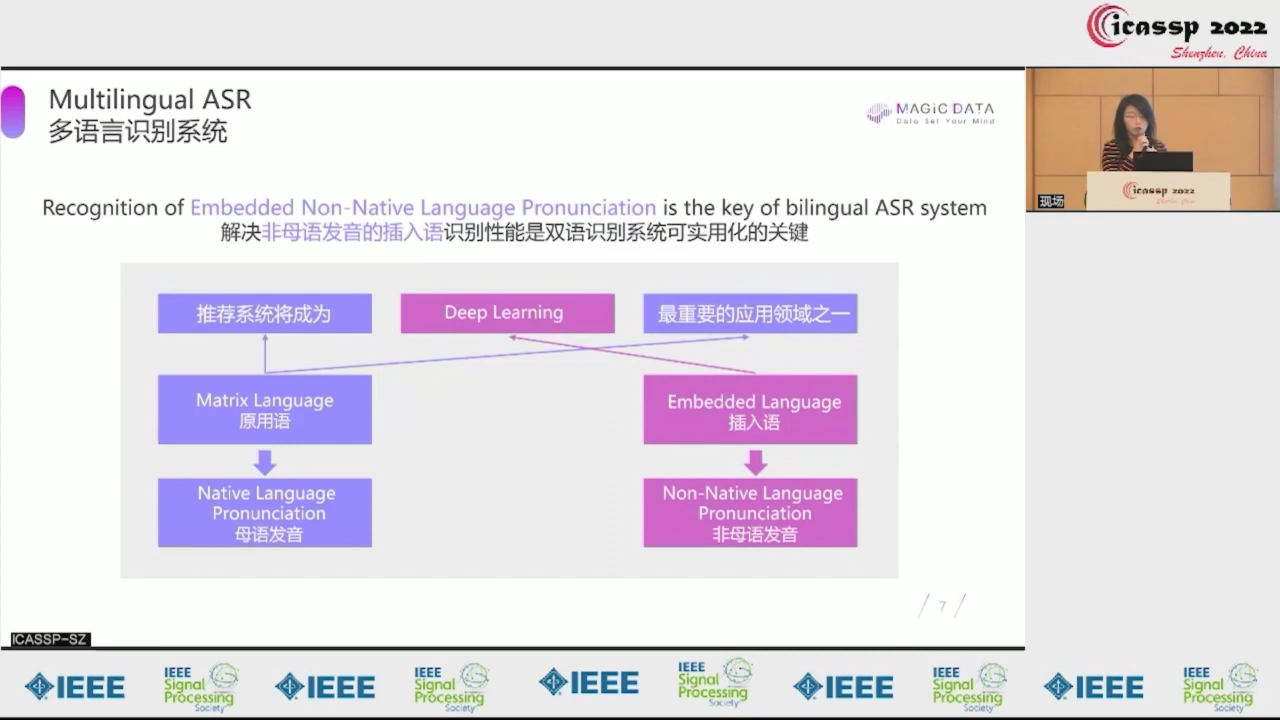 icassp 2022
Shenzhen, China
Multilingual ASR
多语言识别系统
MAGIC DATA
Data Set Your Mind
Recognition of Embedded Non-Native Language Pronunciation is the key of bilingual ASR system
解决非母语发音的插入语识别性能是双语识别系统可实用化的关键
推荐系统将成为
Deep Learning
最重要的应用领域之一
Matrix Language
原用语
Embedded Language
插入语
Native Language
Pronunciation
母语发音
Non-Native Language
Pronunciation
非母语发音
7
icassp 2022
现场
ICASSP-SZ
IEEE
IEEE
Signal
Processing
Society
IEEE
IEEE
Signal
Processing
Society
IEEE
IEEE
Signal
Processing
Society
IEEE
IEEE
Signal
Processing
Society
IEEE
IEEE
Signal
Processing
Society